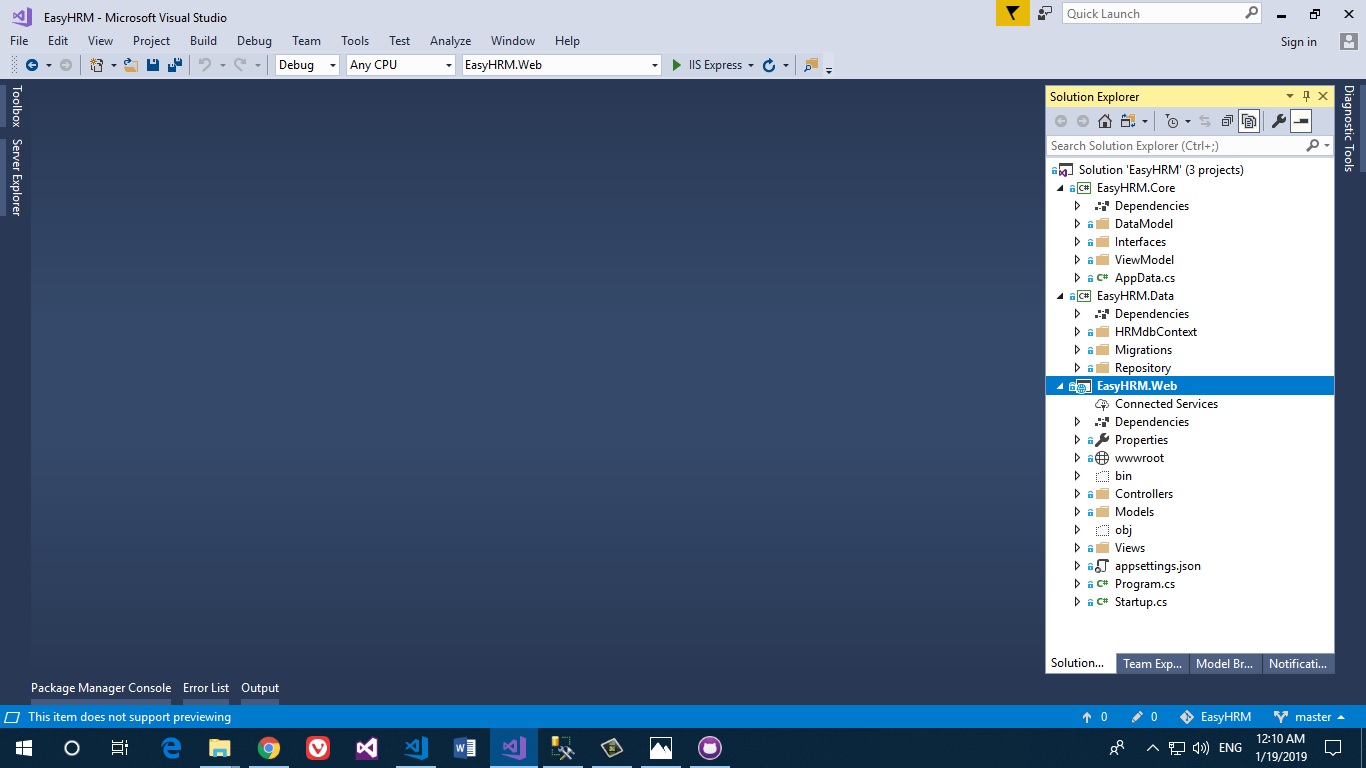 EasyHRM - Microsoft Visual Studio
Quick Launch
File Edit View Project Build Debug Team Tools Test Analyze Window Help
Sign in
Debug Any CPU EasyHRM.Web IIS Express
Toolbox
Server Explorer
Solution Explorer
Search Solution Explorer (Ctrl+;)
Solution 'EasyHRM' (3 projects)
C# EasyHRM.Core
Dependencies
DataModel
Interfaces
ViewModel
C# AppData.cs
C# EasyHRM.Data
Dependencies
HRMdbContext
Migrations
Repository
EasyHRM.Web
Connected Services
Dependencies
Properties
wwwroot
bin
Controllers
Models
obj
Views
appsettings.json
C# Program.cs
C# Startup.cs
Solution... Team Exp... Model Br... Notificati...
Diagnostic Tools
Package Manager Console Error List Output
This item does not support previewing
0 0 EasyHRM master
ENG
12:10 AM
1/19/2019